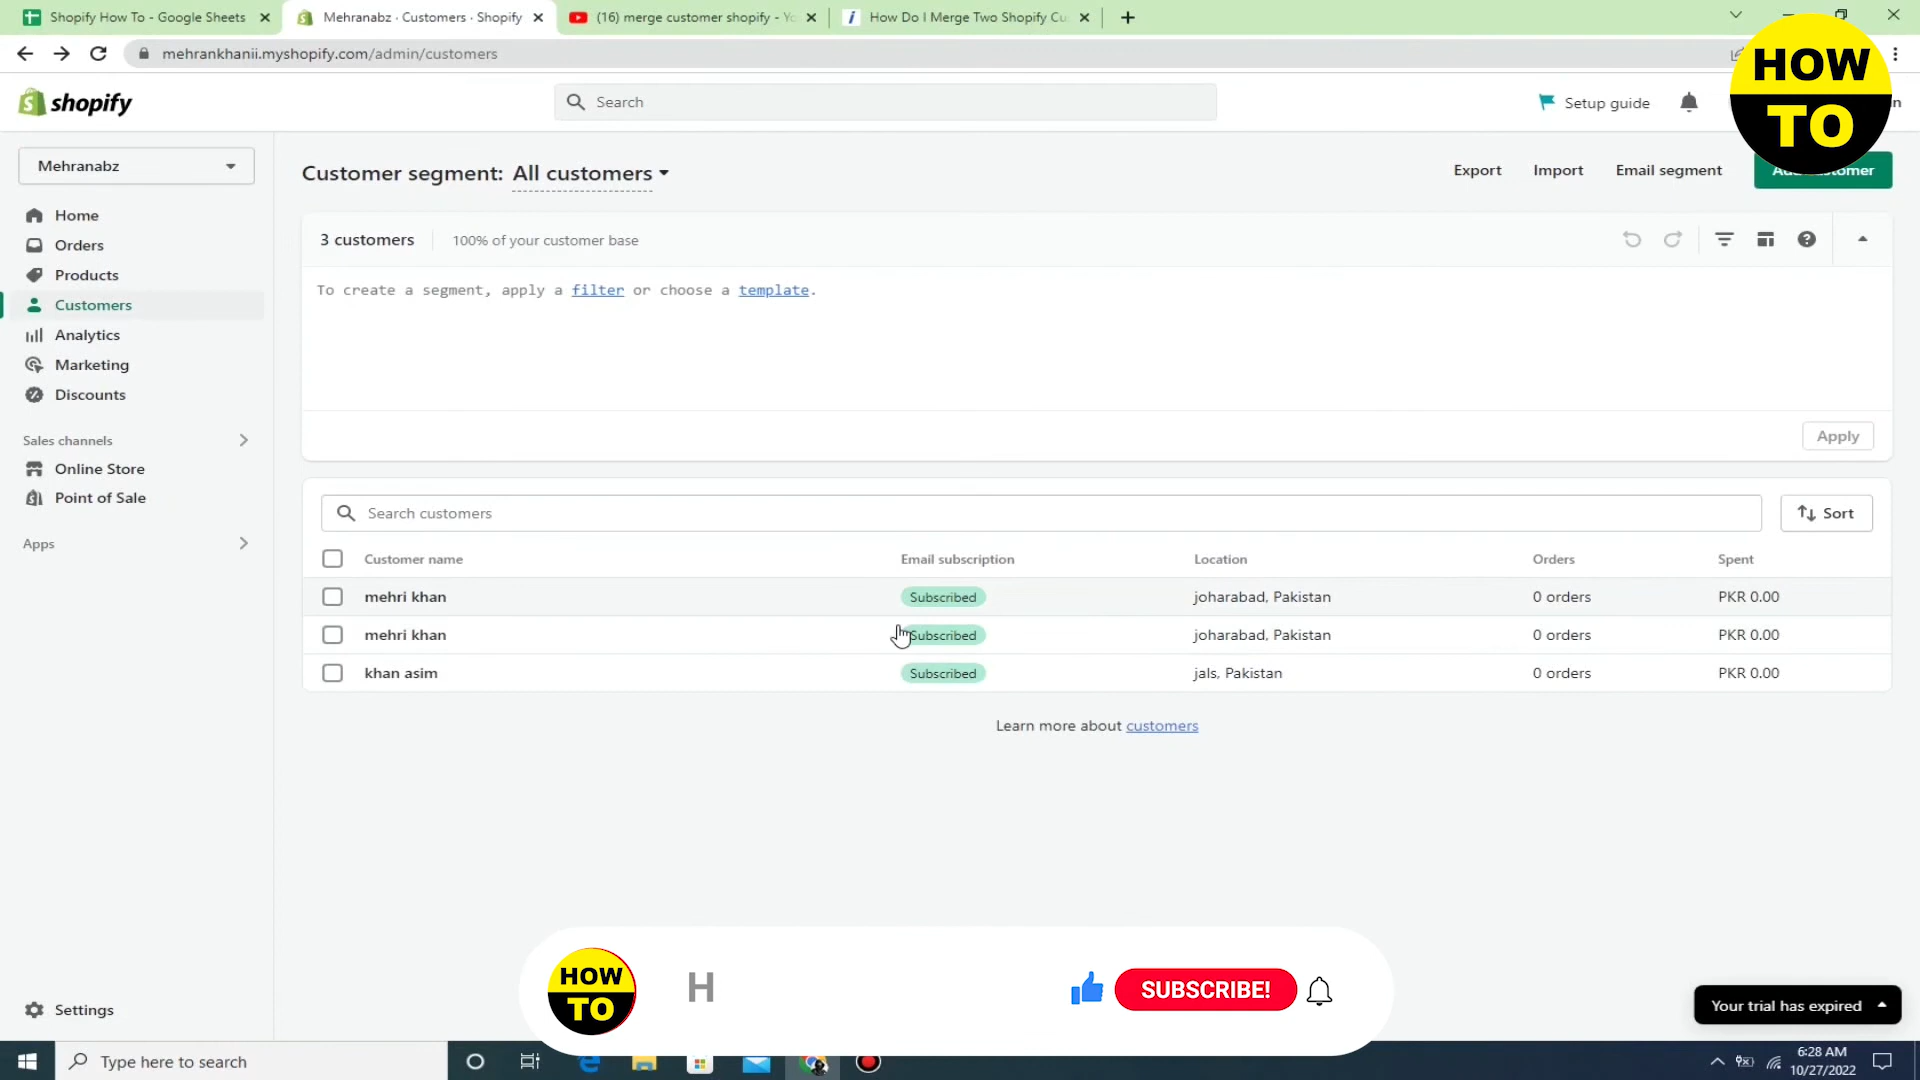 Shopify How To - Google Sheets
Mehranabz · Customers · Shopify
(16) merge customer shopify - Yo
How Do I Merge Two Shopify Cu
mehrankhanii.myshopify.com/admin/customers
HOW
TO
shopify
Search
Setup guide
Mehranabz
Customer segment: All customers
Export
Import
Email segment
Home
Orders
Products
Customers
Analytics
Marketing
Discounts
3 customers
100% of your customer base
To create a segment, apply a filter or choose a template.
Apply
Sales channels
Online Store
Point of Sale
Apps
Search customers
Sort
Customer name Email subscription Location Orders Spent
mehri khan Subscribed joharabad, Pakistan 0 orders PKR 0.00
mehri khan Subscribed joharabad, Pakistan 0 orders PKR 0.00
khan asim Subscribed jals, Pakistan 0 orders PKR 0.00
Learn more about customers
HOW
TO
H
SUBSCRIBE!
Settings
Your trial has expired
Type here to search
6:28 AM
10/27/2022